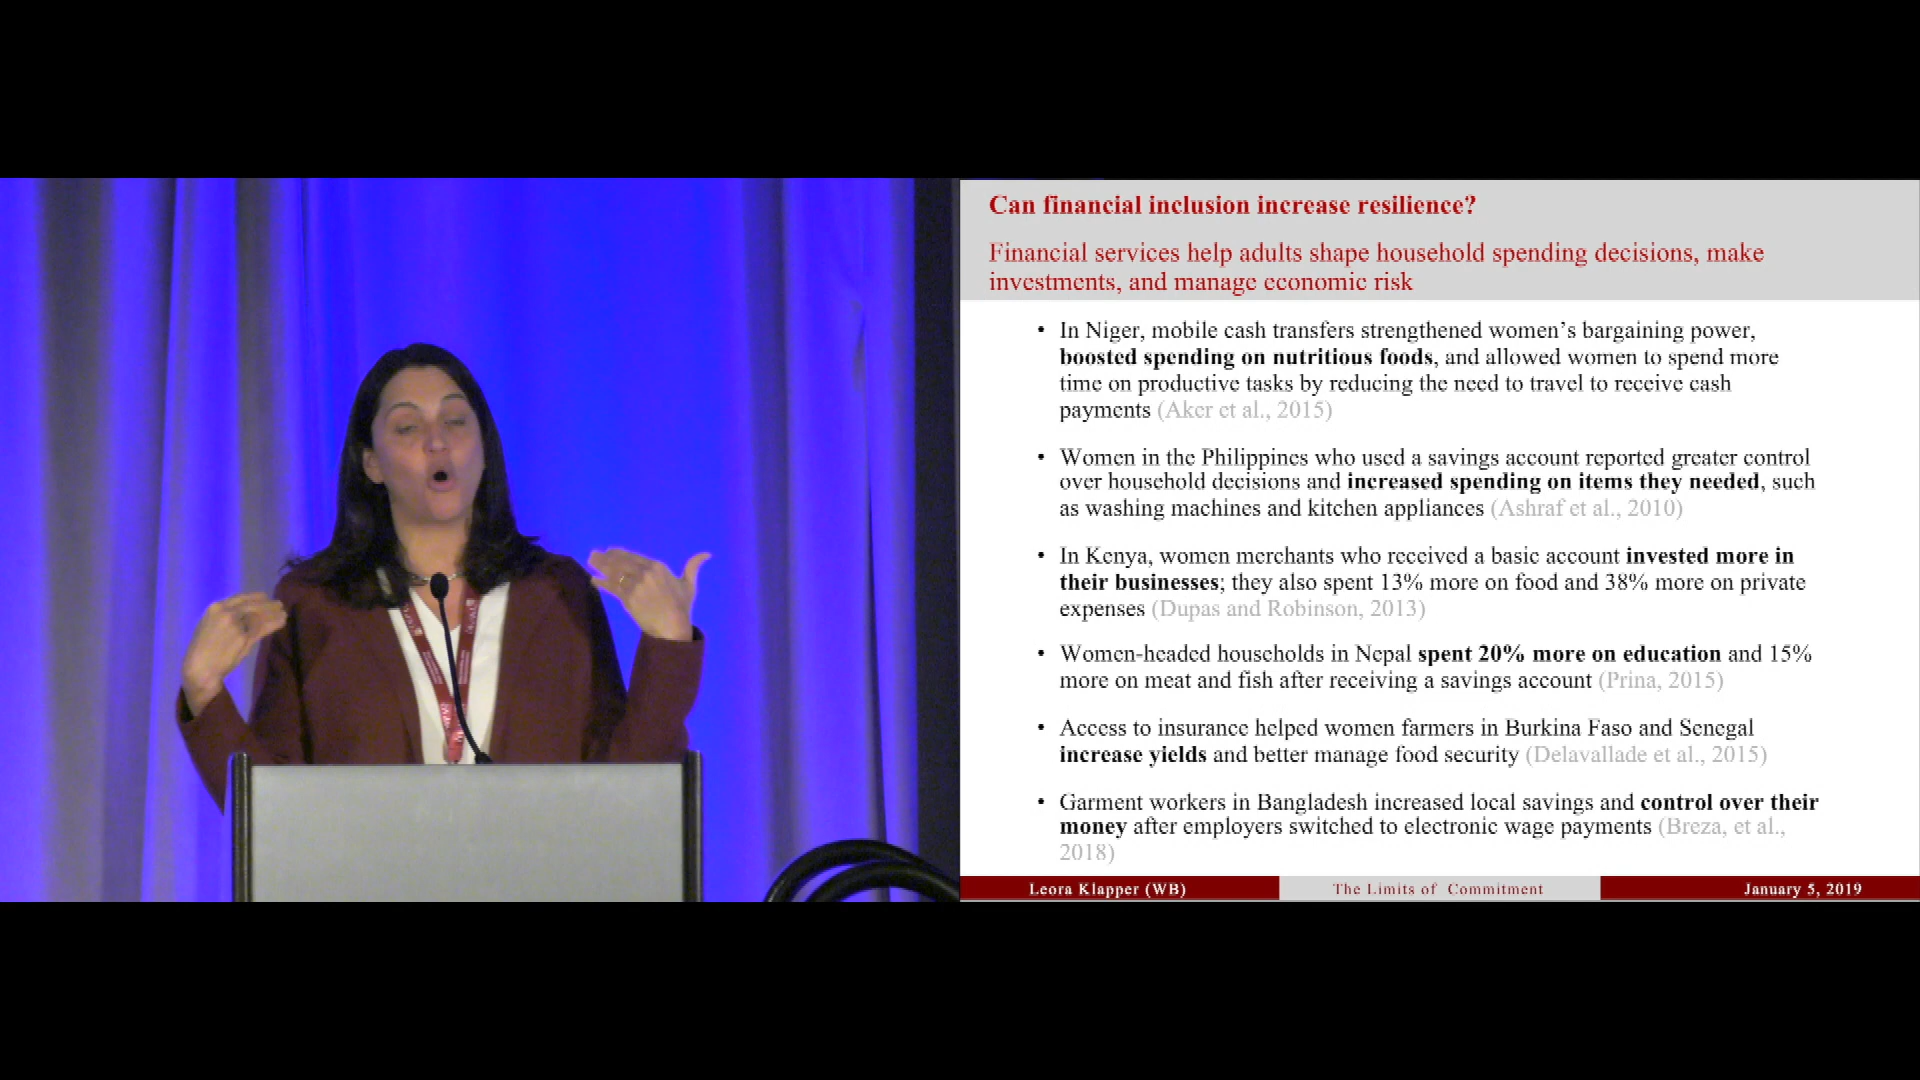 Can financial inclusion increase resilience?
Financial services help adults shape household spending decisions, make
investments, and manage economic risk
• In Niger, mobile cash transfers strengthened women's bargaining power,
boosted spending on nutritious foods, and allowed women to spend more
time on productive tasks by reducing the need to travel to receive cash
payments (Aker et al., 2015)
• Women in the Philippines who used a savings account reported greater control
over household decisions and increased spending on items they needed, such
as washing machines and kitchen appliances (Ashraf et al., 2010)
• In Kenya, women merchants who received a basic account invested more in
their businesses; they also spent 13% more on food and 38% more on private
expenses (Dupas and Robinson, 2013)
• Women-headed households in Nepal spent 20% more on education and 15%
more on meat and fish after receiving a savings account (Prina, 2015)
• Access to insurance helped women farmers in Burkina Faso and Senegal
increase yields and better manage food security (Delavallade et al., 2015)
• Garment workers in Bangladesh increased local savings and control over their
money after employers switched to electronic wage payments (Breza, et al.,
2018)
Leora Klapper (WB)
The Limits of Commitment
January 5, 2019